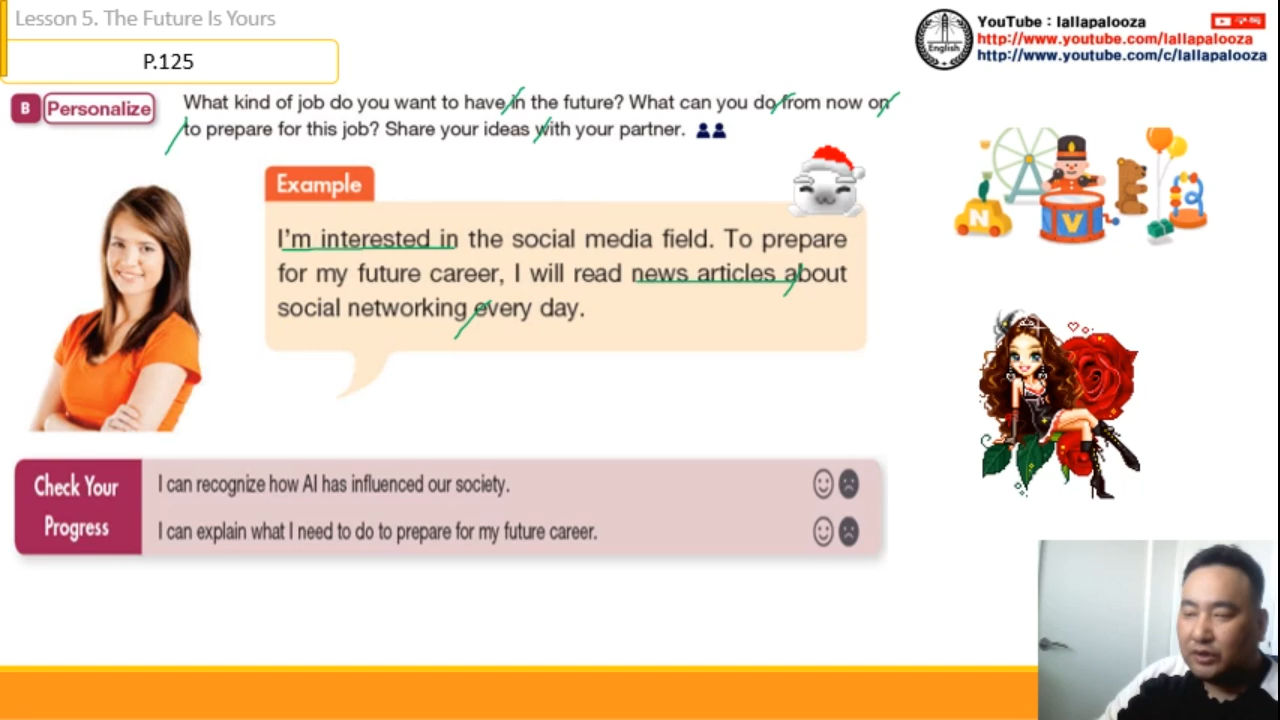 Lesson 5. The Future Is Yours
P.125
YouTube : lallapalooza
http://www.youtube.com/lallapalooza
http://www.youtube.com/c/lallapalooza
English
B Personalize
What kind of job do you want to have in the future? What can you do from now on
to prepare for this job? Share your ideas with your partner.
Example
I'm interested in the social media field. To prepare
for my future career, I will read news articles about
social networking every day.
N A V E R
Check Your
Progress
I can recognize how AI has influenced our society.
I can explain what I need to do to prepare for my future career.